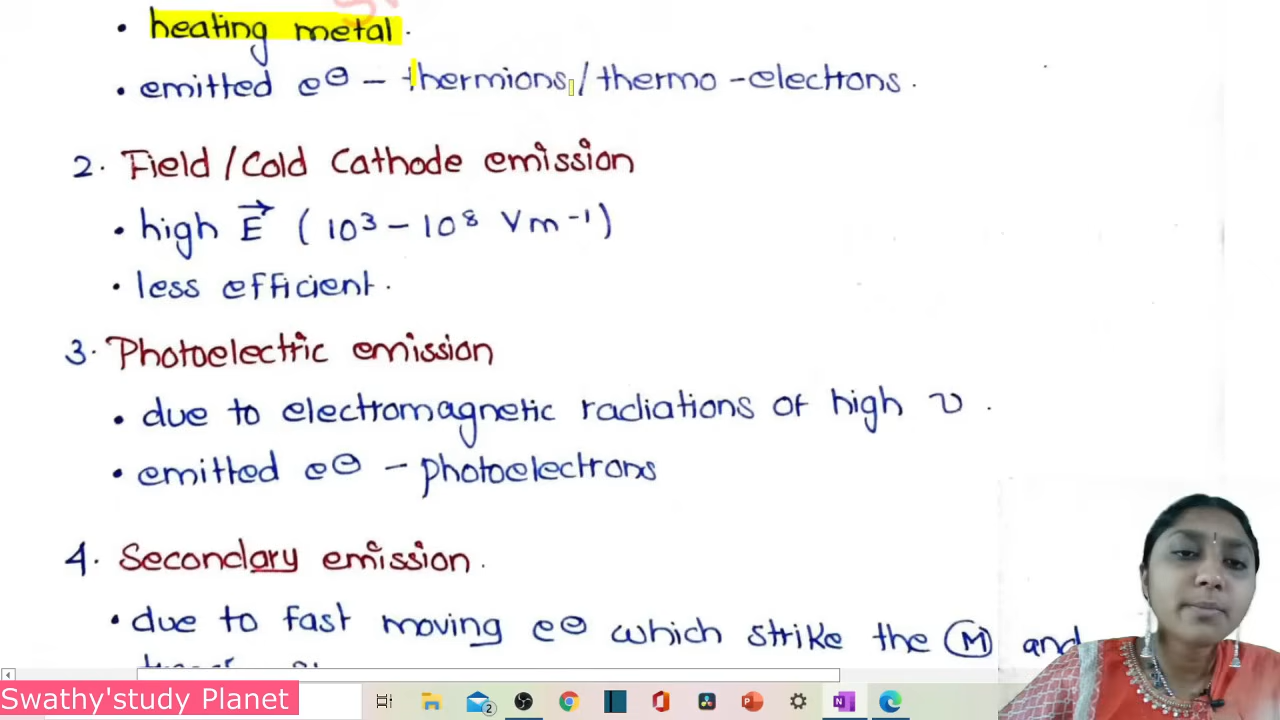 • heating metal.
• emitted e⊖ - thermions/thermo-electrons.
2. Field/Cold Cathode emission
• high E⃗ (10³ - 10⁸ Vm⁻¹)
• less efficient.
3. Photoelectric emission
• due to electromagnetic radiations of high ν.
• emitted e⊖ - photoelectrons
4. Secondary emission.
• due to fast moving e⊖ which strike the Ⓜ and
Swathy'study Planet
2